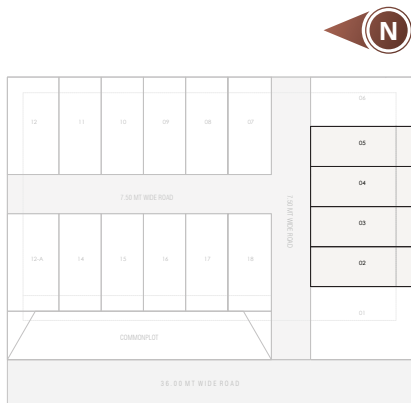 N
06
12 11 10 09 08 07
05
04
7.50 MT WIDE ROAD
7.50 MT WIDE ROAD
03
12-A 14 15 16 17 18
02
01
COMMONPLOT
36.00 MT WIDE ROAD